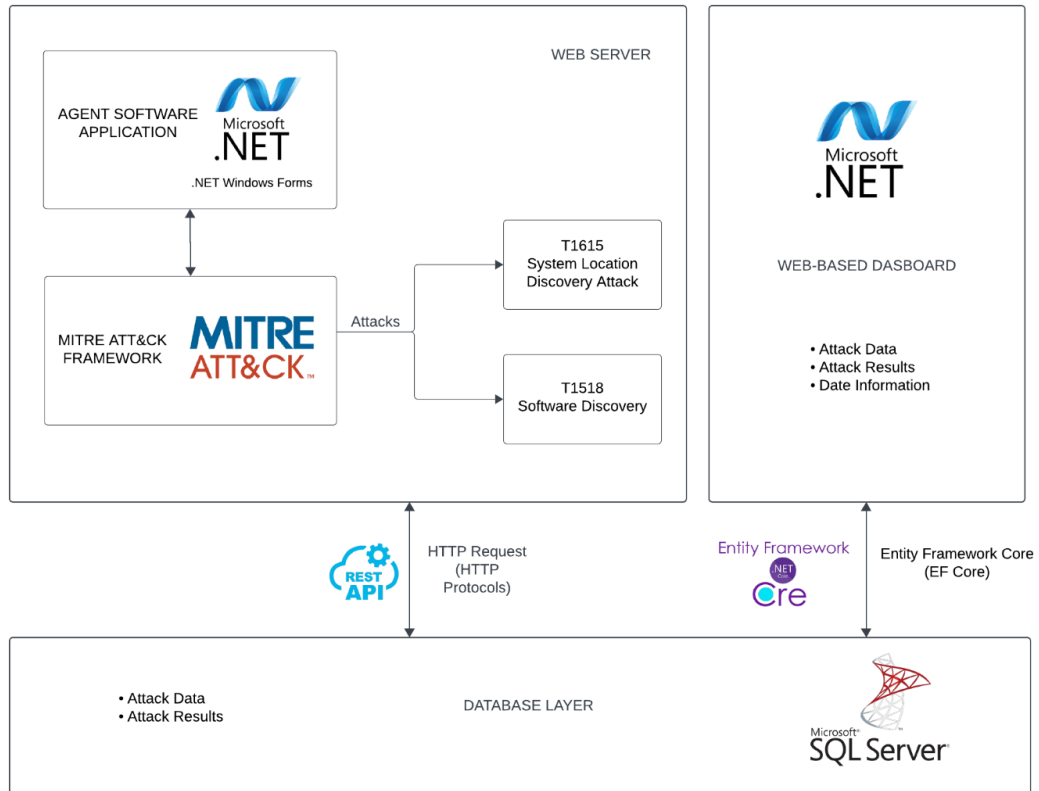 WEB SERVER
AGENT SOFTWARE
APPLICATION
Microsoft
.NET
.NET Windows Forms
MITRE ATT&CK
FRAMEWORK
MITRE
ATT&CK™
Attacks
T1615
System Location
Discovery Attack
T1518
Software Discovery
Microsoft
.NET
WEB-BASED DASBOARD
• Attack Data
• Attack Results
• Date Information
REST
API
HTTP Request
(HTTP
Protocols)
Entity Framework
.NET
Core
Cre
Entity Framework Core
(EF Core)
• Attack Data
• Attack Results
DATABASE LAYER
Microsoft®
SQL Server®